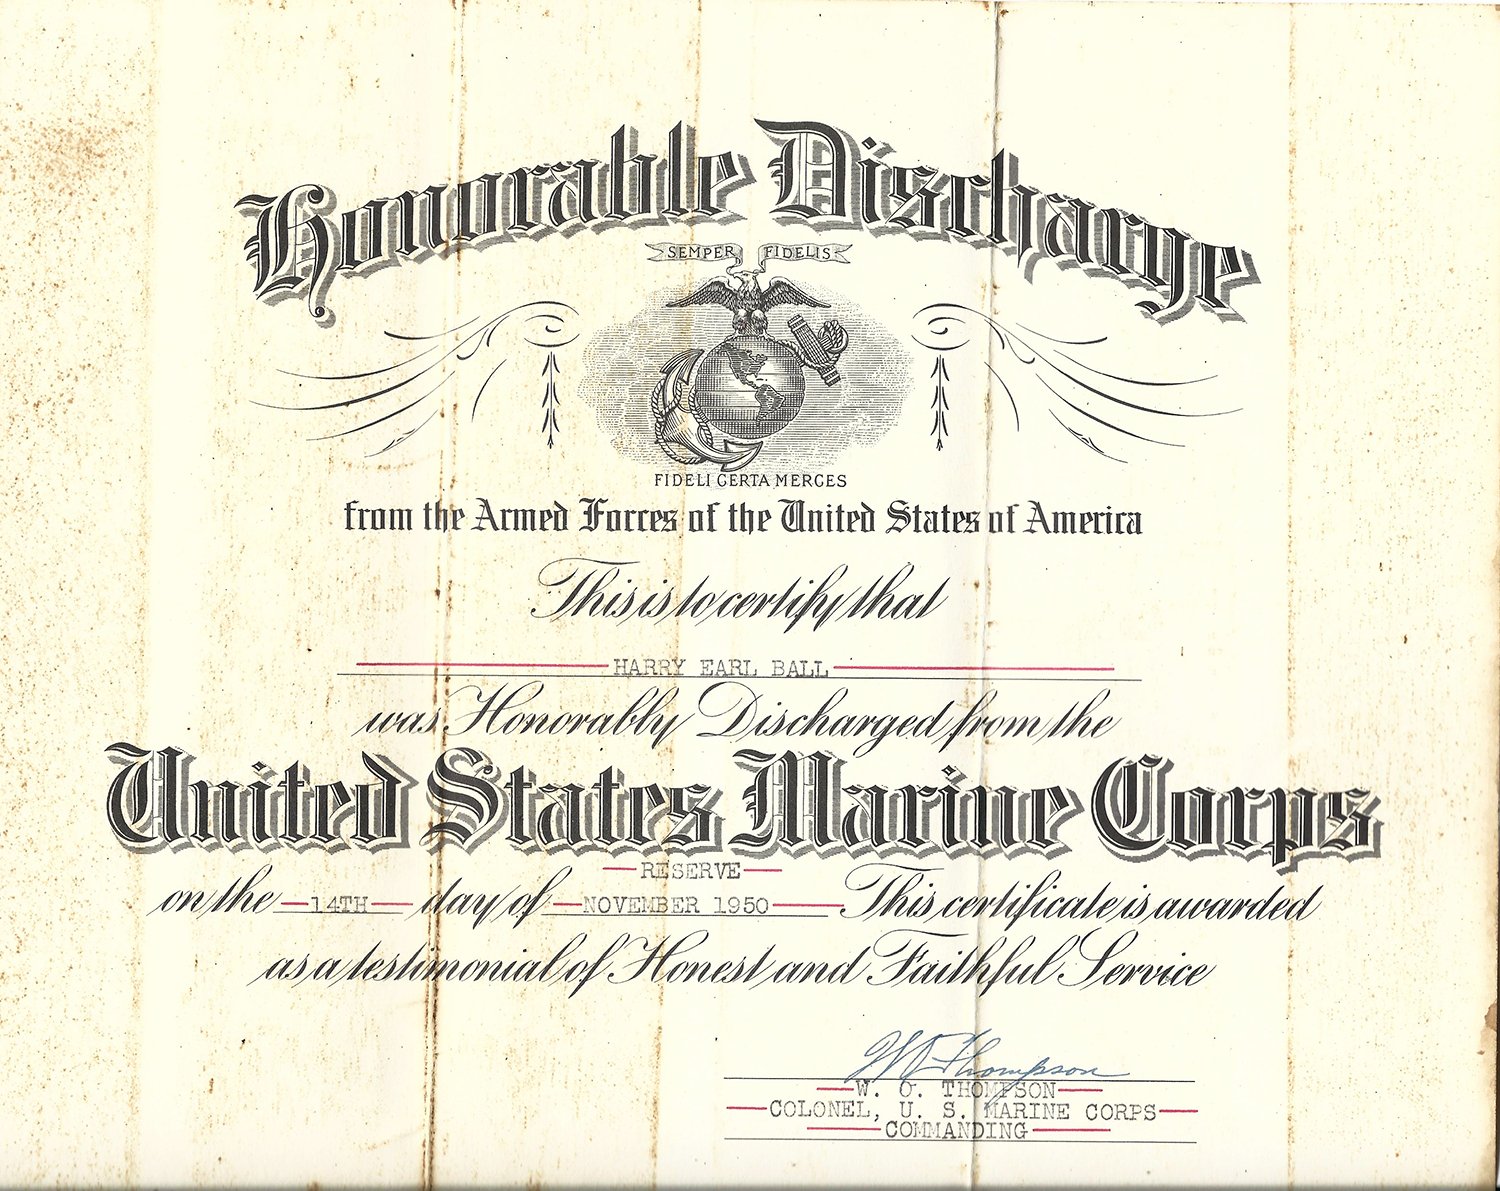 Honorable Discharge
SEMPER FIDELIS
FIDELI CERTA MERCES
from the Armed Forces of the United States of America
This is to certify that
HARRY EARL BALL
was Honorably Discharged from the
United States Marine Corps
RESERVE
on the 14TH day of NOVEMBER 1950 This certificate is awarded
as a testimonial of Honest and Faithful Service
W O Thompson
W. O. THOMPSON
COLONEL, U. S. MARINE CORPS
COMMANDING